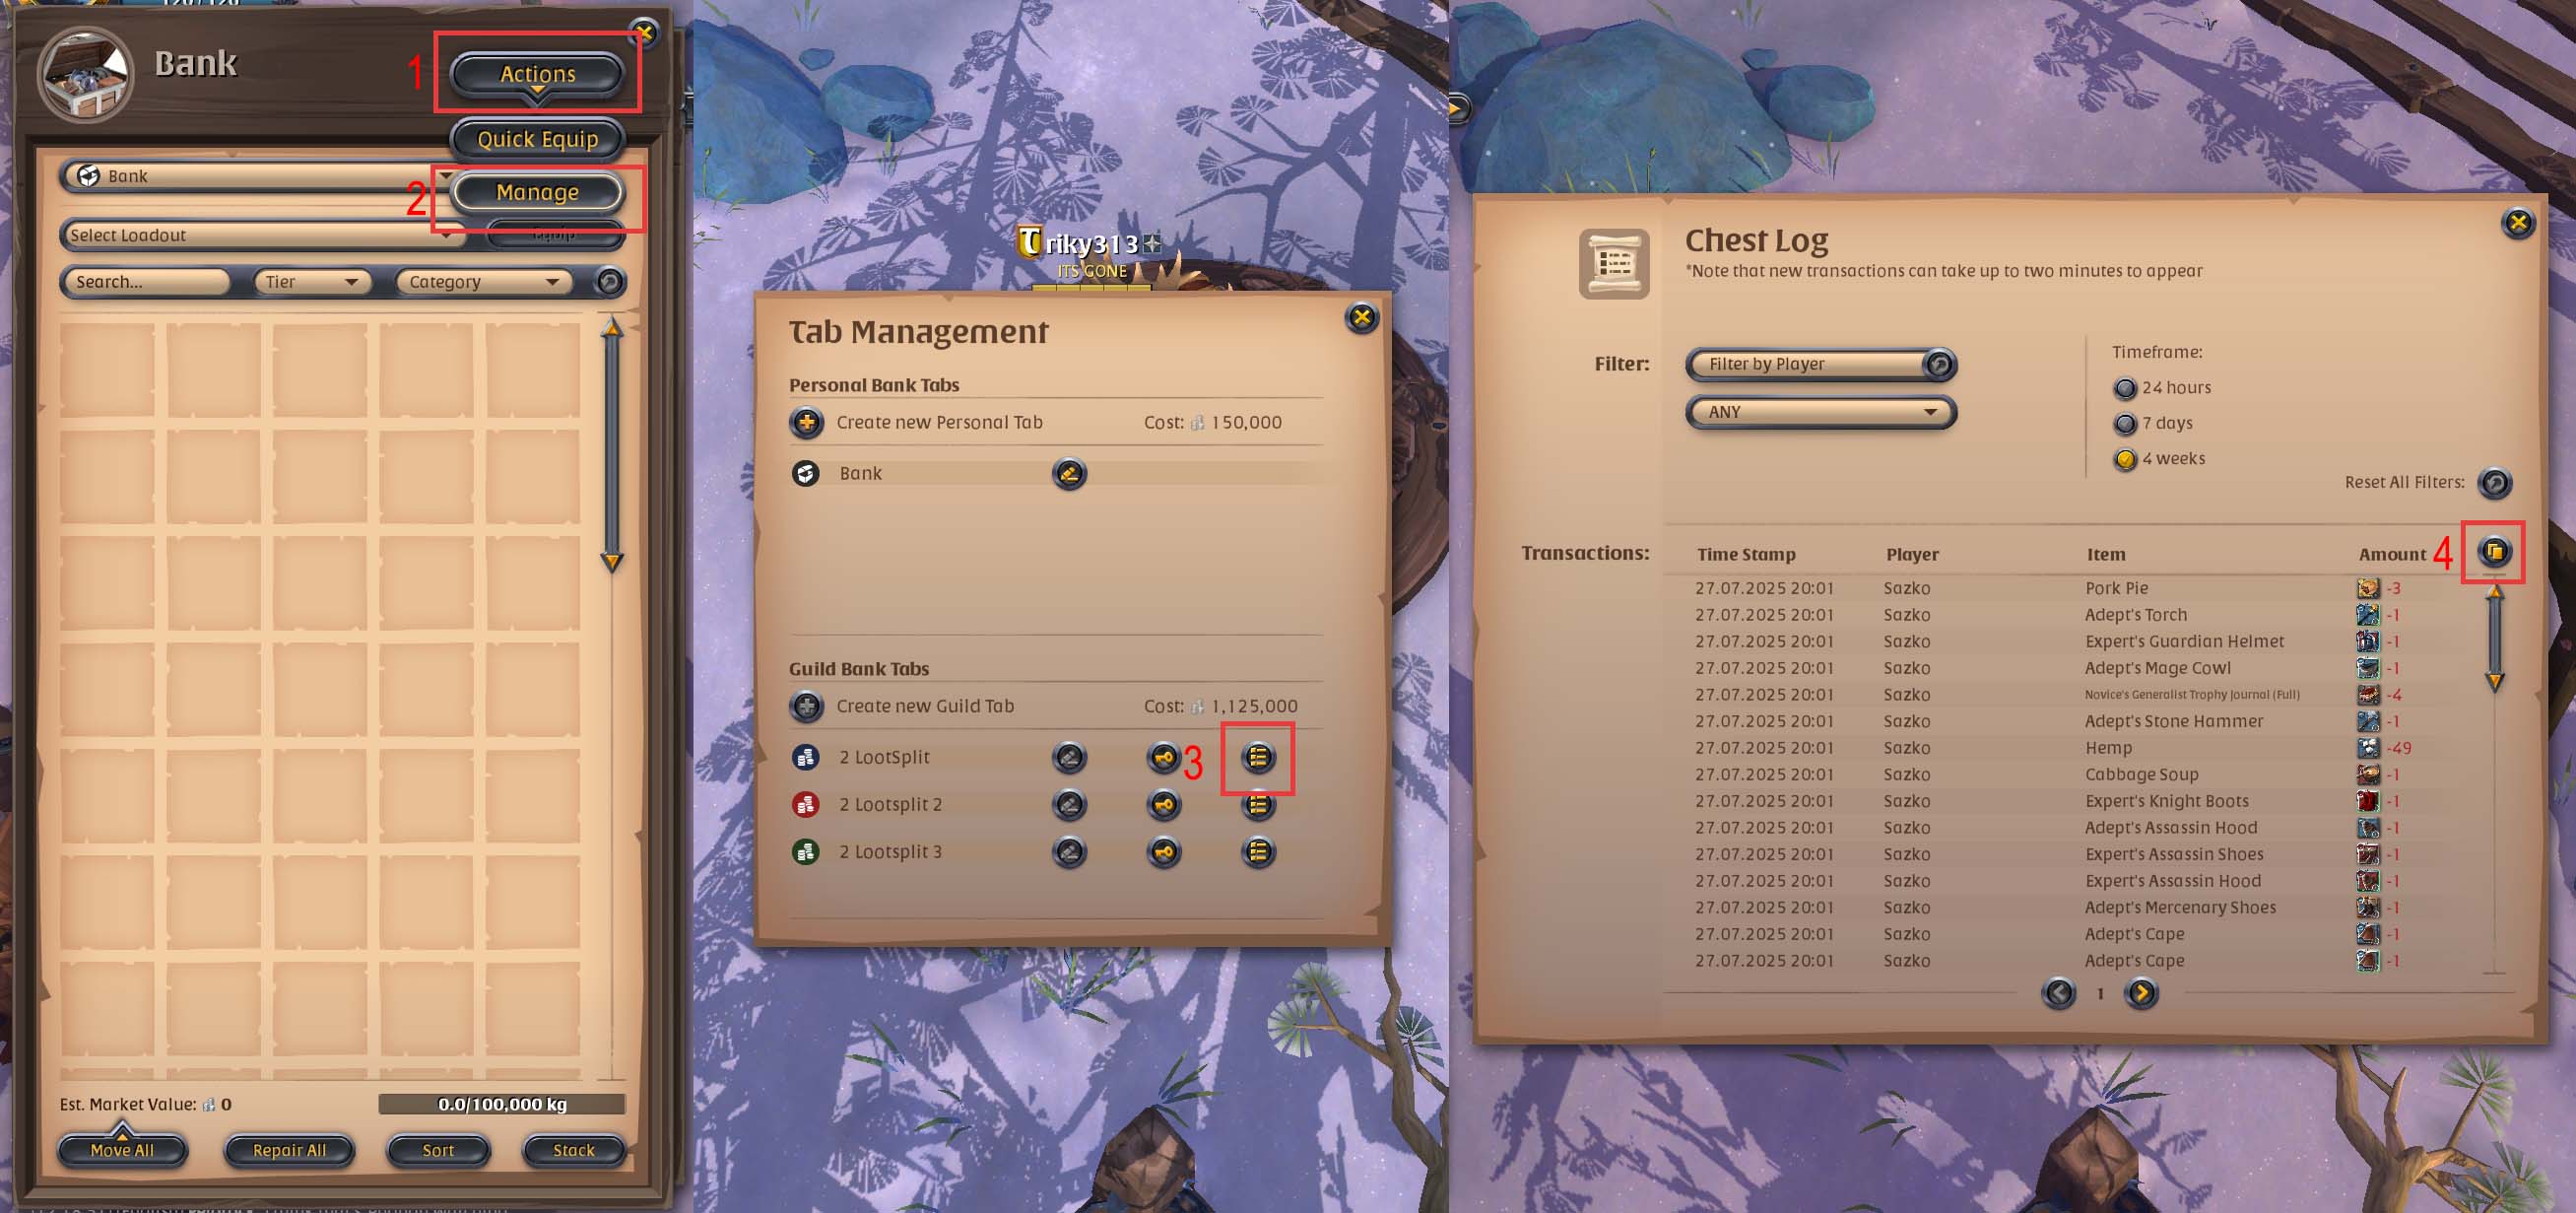 120/120
Bank
1
Actions
Quick Equip
Bank
2
Manage
Select Loadout
Equip
Search...
Tier
Category
Est. Market Value: 0
0.0/100,000 kg
Move All
Repair All
Sort
Stack
Triky313
ITS GONE
Tab Management
Personal Bank Tabs
Create new Personal Tab Cost: 150,000
Bank
Guild Bank Tabs
Create new Guild Tab Cost: 1,125,000
2 LootSplit
3
2 Lootsplit 2
2 Lootsplit 3
Chest Log
*Note that new transactions can take up to two minutes to appear
Filter:
Filter by Player
ANY
Timeframe:
24 hours
7 days
4 weeks
Reset All Filters:
Transactions:
Time Stamp Player Item Amount
4
27.07.2025 20:01 Sazko Pork Pie -3
27.07.2025 20:01 Sazko Adept's Torch -1
27.07.2025 20:01 Sazko Expert's Guardian Helmet -1
27.07.2025 20:01 Sazko Adept's Mage Cowl -1
27.07.2025 20:01 Sazko Novice's Generalist Trophy Journal (Full) -4
27.07.2025 20:01 Sazko Adept's Stone Hammer -1
27.07.2025 20:01 Sazko Hemp -49
27.07.2025 20:01 Sazko Cabbage Soup -1
27.07.2025 20:01 Sazko Expert's Knight Boots -1
27.07.2025 20:01 Sazko Adept's Assassin Hood -1
27.07.2025 20:01 Sazko Expert's Assassin Shoes -1
27.07.2025 20:01 Sazko Expert's Assassin Hood -1
27.07.2025 20:01 Sazko Adept's Mercenary Shoes -1
27.07.2025 20:01 Sazko Adept's Cape -1
27.07.2025 20:01 Sazko Adept's Cape -1
1